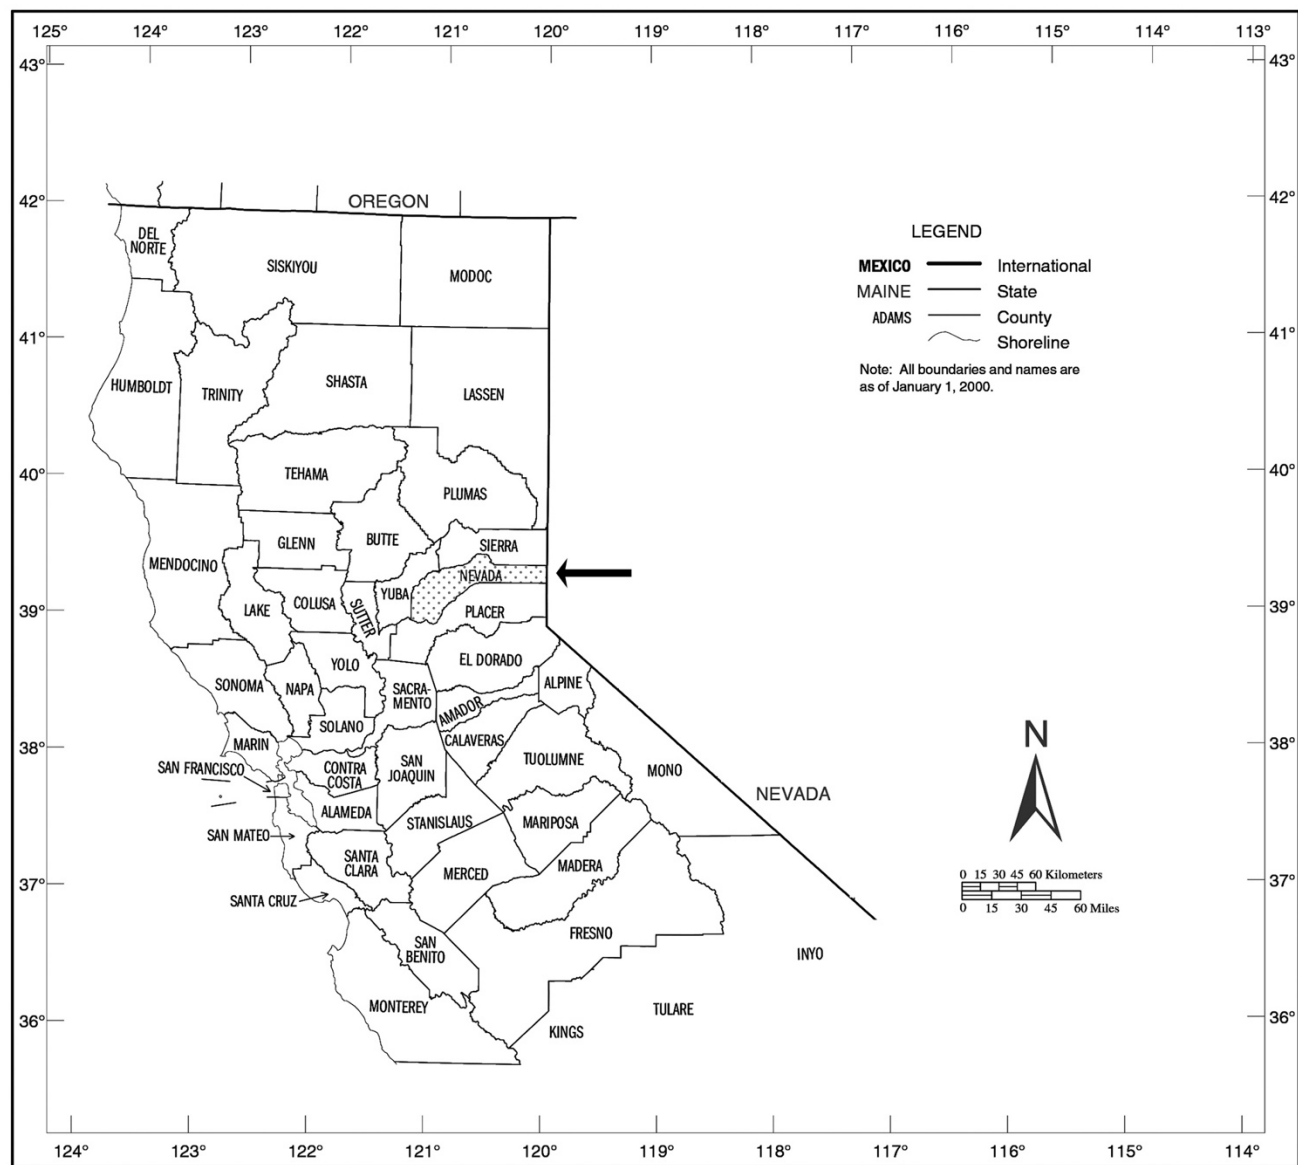 125° 124° 123° 122° 121° 120° 119° 118° 117° 116° 115° 114° 113°
43° 43°
42° 42°
OREGON
DEL
NORTE
SISKIYOU
MODOC
LEGEND
MEXICO International
MAINE State
ADAMS County
Shoreline
Note: All boundaries and names are
as of January 1, 2000.
41° 41°
HUMBOLDT
TRINITY
SHASTA
LASSEN
40° 40°
TEHAMA
PLUMAS
MENDOCINO
GLENN
BUTTE
SIERRA
NEVADA
LAKE
COLUSA
SUTTER
YUBA
PLACER
39° 39°
SONOMA
NAPA
YOLO
SACRA-
MENTO
EL DORADO
ALPINE
SOLANO
AMADOR
MARIN
CALAVERAS
38° 38°
SAN FRANCISCO
CONTRA
COSTA
SAN
JOAQUIN
TUOLUMNE
MONO
NEVADA
N
ALAMEDA
STANISLAUS
MARIPOSA
SAN MATEO
SANTA
CLARA
MERCED
MADERA
37° 37°
0 15 30 45 60 Kilometers
0 15 30 45 60 Miles
SANTA CRUZ
SAN
BENITO
FRESNO
INYO
MONTEREY
TULARE
KINGS
36° 36°
124° 123° 122° 121° 120° 119° 118° 117° 116° 115° 114°